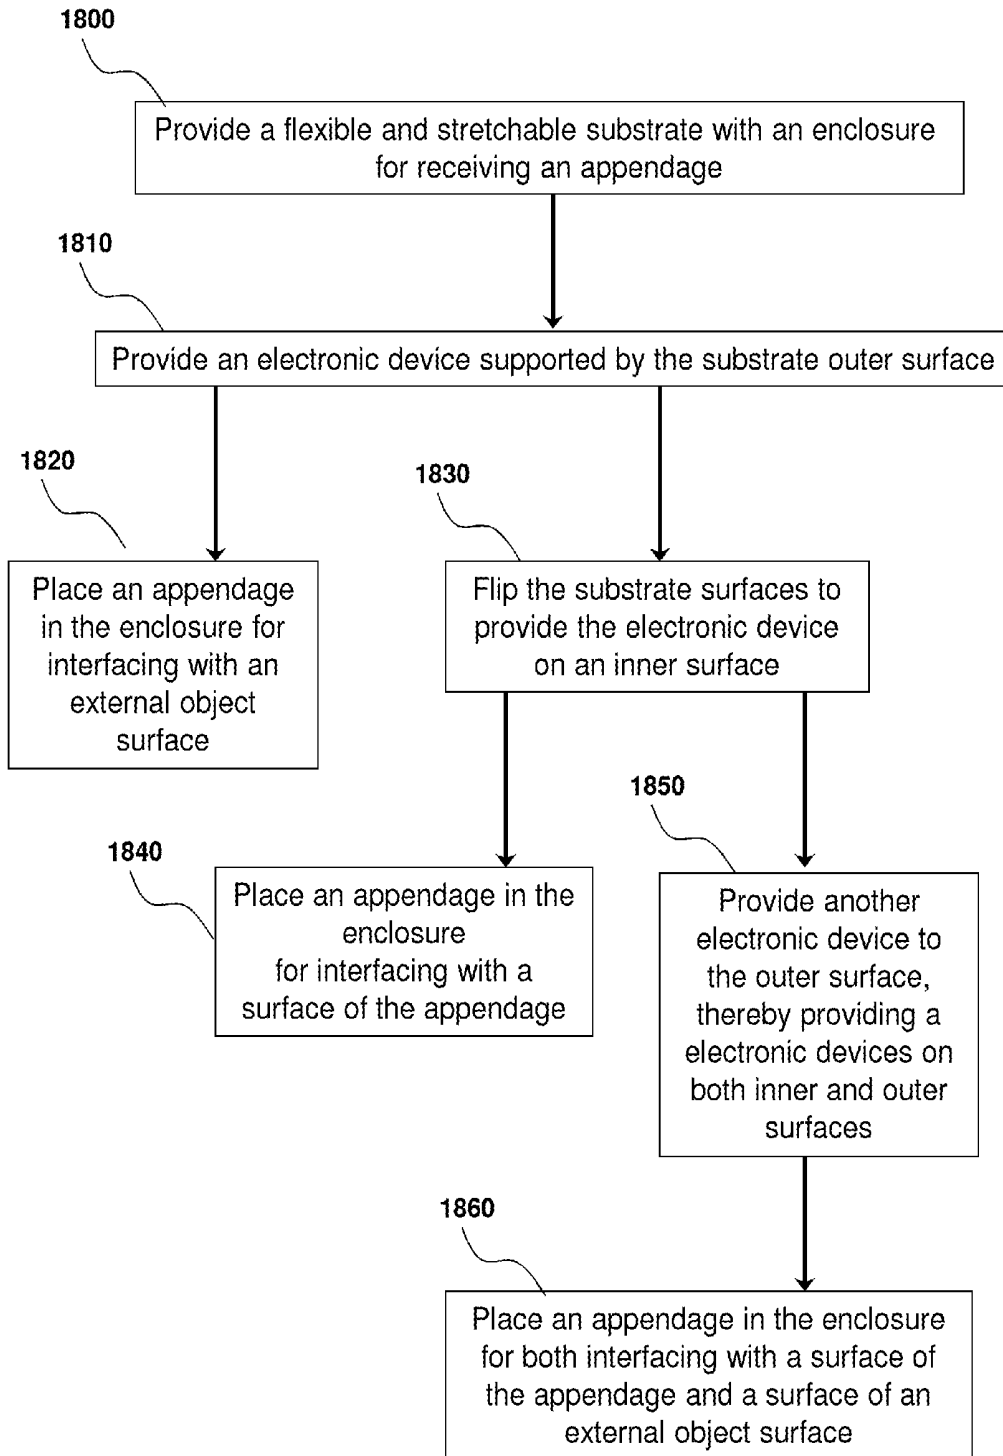 1800
Provide a flexible and stretchable substrate with an enclosure
for receiving an appendage
1810
Provide an electronic device supported by the substrate outer surface
1820
Place an appendage
in the enclosure for
interfacing with an
external object
surface
1830
Flip the substrate surfaces to
provide the electronic device
on an inner surface
1840
Place an appendage in the
enclosure
for interfacing with a
surface of the appendage
1850
Provide another
electronic device to
the outer surface,
thereby providing a
electronic devices on
both inner and outer
surfaces
1860
Place an appendage in the enclosure
for both interfacing with a surface of
the appendage and a surface of an
external object surface